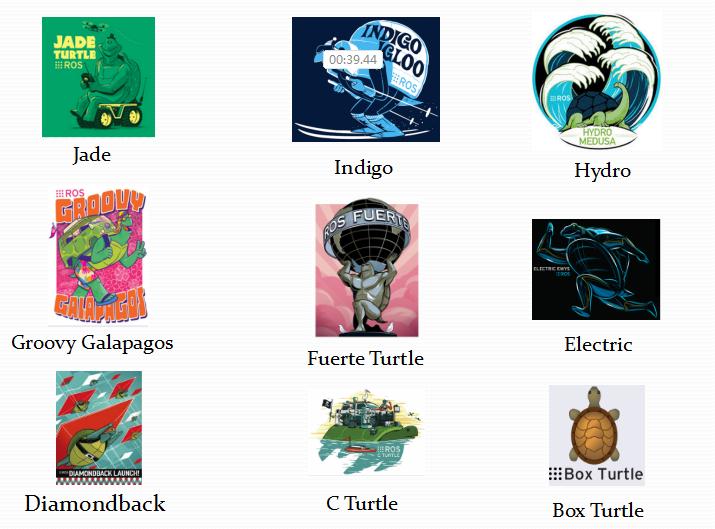 JADE
TURTLE
ROS
Jade
INDIGO
IGLOO
00:39.44
ROS
Indigo
ROS
HYDRO
MEDUSA
Hydro
ROS
GROOVY
GALAPAGOS
Groovy Galapagos
ROS FUERTE
Fuerte Turtle
ELECTRIC EMYS
ROS
Electric
DIAMONDBACK LAUNCH!
Diamondback
ROS
C TURTLE
C Turtle
Box Turtle
Box Turtle